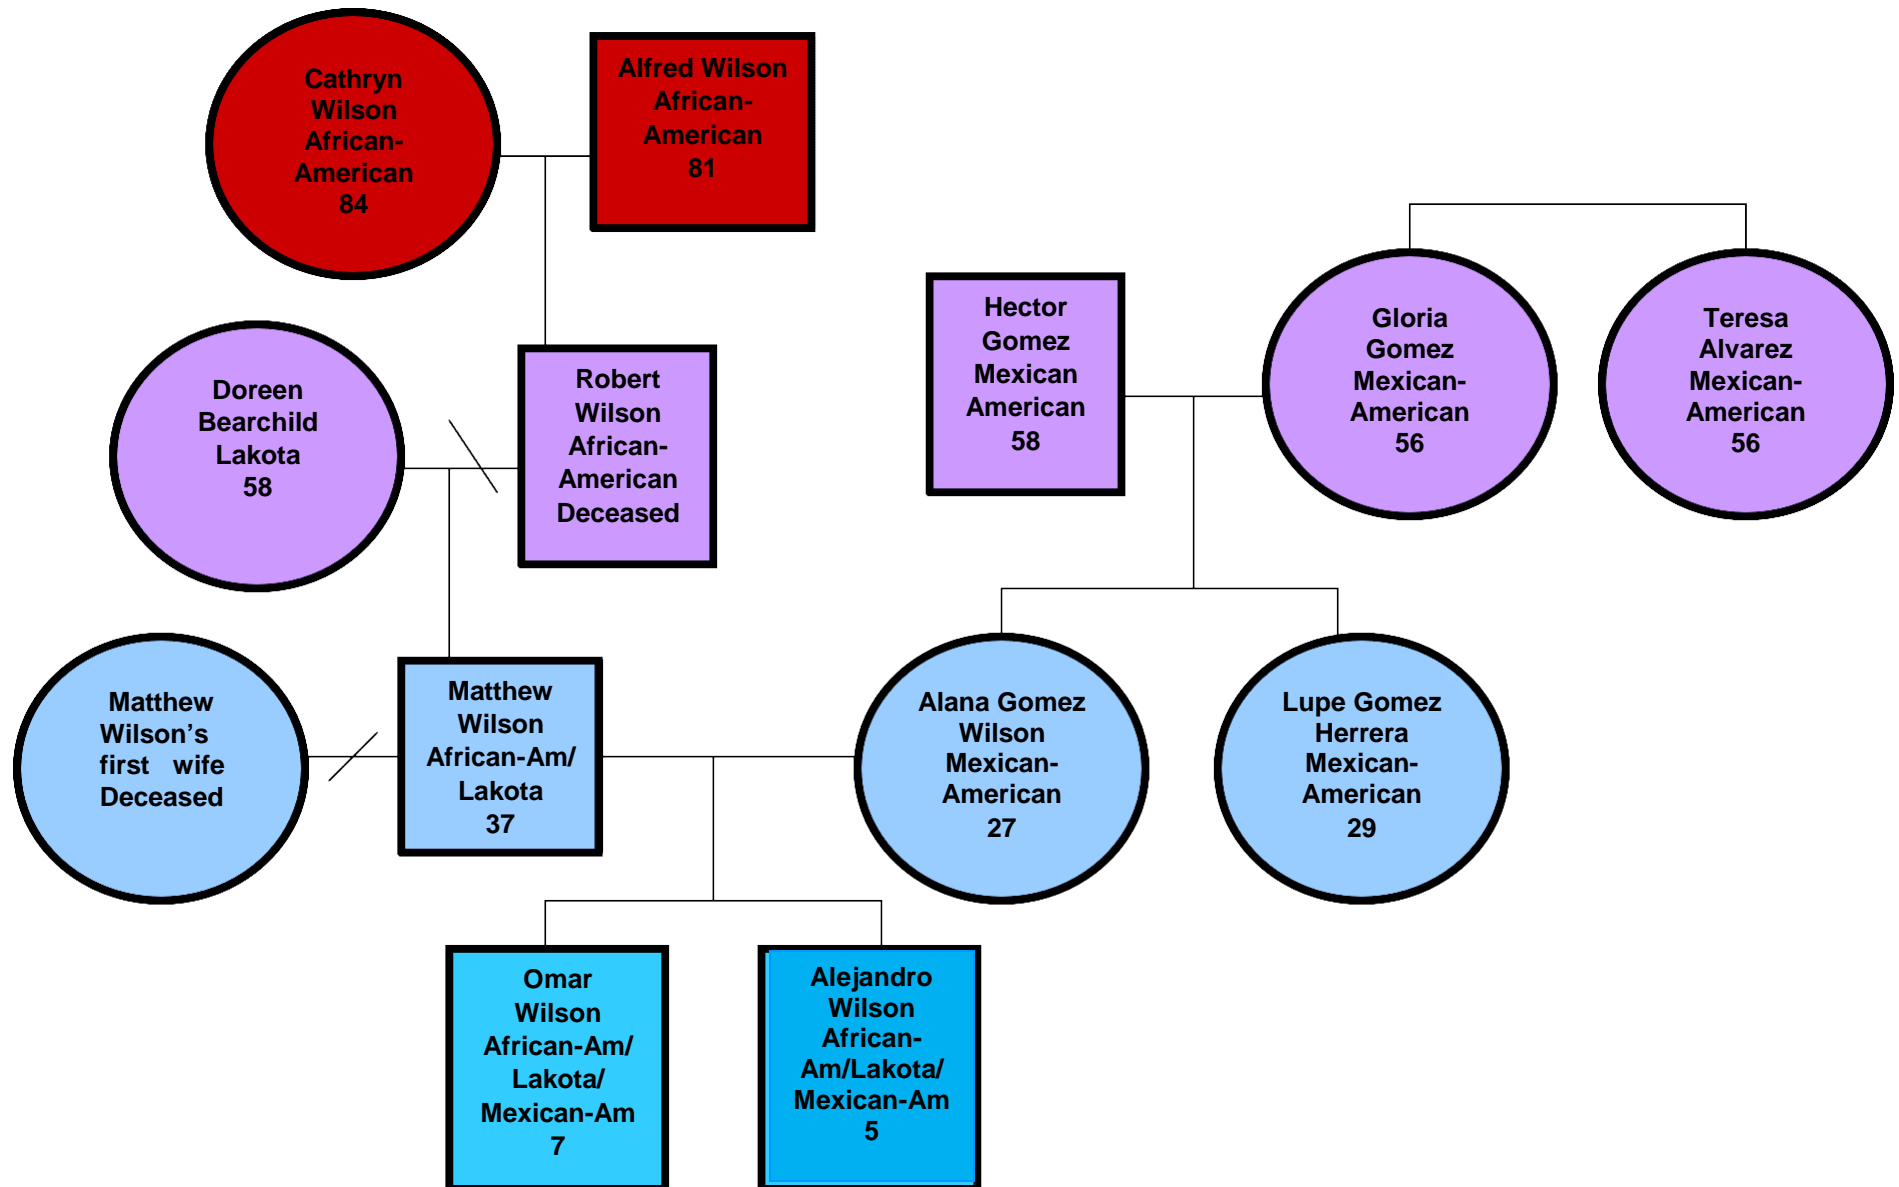 Cathryn
Wilson
African-
American
84
Alfred Wilson
African-
American
81
Hector
Gomez
Mexican
American
58
Gloria
Gomez
Mexican-
American
56
Teresa
Alvarez
Mexican-
American
56
Doreen
Bearchild
Lakota
58
Robert
Wilson
African-
American
Deceased
Matthew
Wilson’s
first wife
Deceased
Matthew
Wilson
African-Am/
Lakota
37
Alana Gomez
Wilson
Mexican-
American
27
Lupe Gomez
Herrera
Mexican-
American
29
Omar
Wilson
African-Am/
Lakota/
Mexican-Am
7
Alejandro
Wilson
African-
Am/Lakota/
Mexican-Am
5